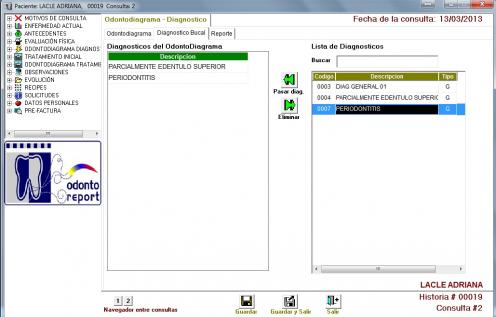 Paciente: LACLE ADRIANA, 00019 Consulta 2
MOTIVOS DE CONSULTA
ENFERMEDAD ACTUAL
ANTECEDENTES
EVALUACIÓN FÍSICA
ODONTODIAGRAMA DIAGNOS
TRATAMIENTO INICIAL
ODONTODIAGRAMA TRATAMIE
OBSERVACIONES
EVOLUCIÓN
RECIPES
SOLICITUDES
DATOS PERSONALES
PRE-FACTURA
odonto
report
Odontodiagrama - Diagnostico
Fecha de la consulta: 13/03/2013
Odontodiagrama Diagnostico Bucal Reporte
Diagnosticos del OdontoDiagrama
Descripcion
PARCIALMENTE EDENTULO SUPERIOR
PERIODONTITIS
Pasar diag.
Eliminar
Lista de Diagnosticos
Buscar
Codigo Descripcion Tipo
0003 DIAG GENERAL 01 G
0004 PARCIALMENTE EDENTULO SUPERIC G
0007 PERIODONTITIS G
LACLE ADRIANA
Historia # 00019
Consulta #2
1 2
Navegador entre consultas
Guardar
Guardar y Salir
Salir